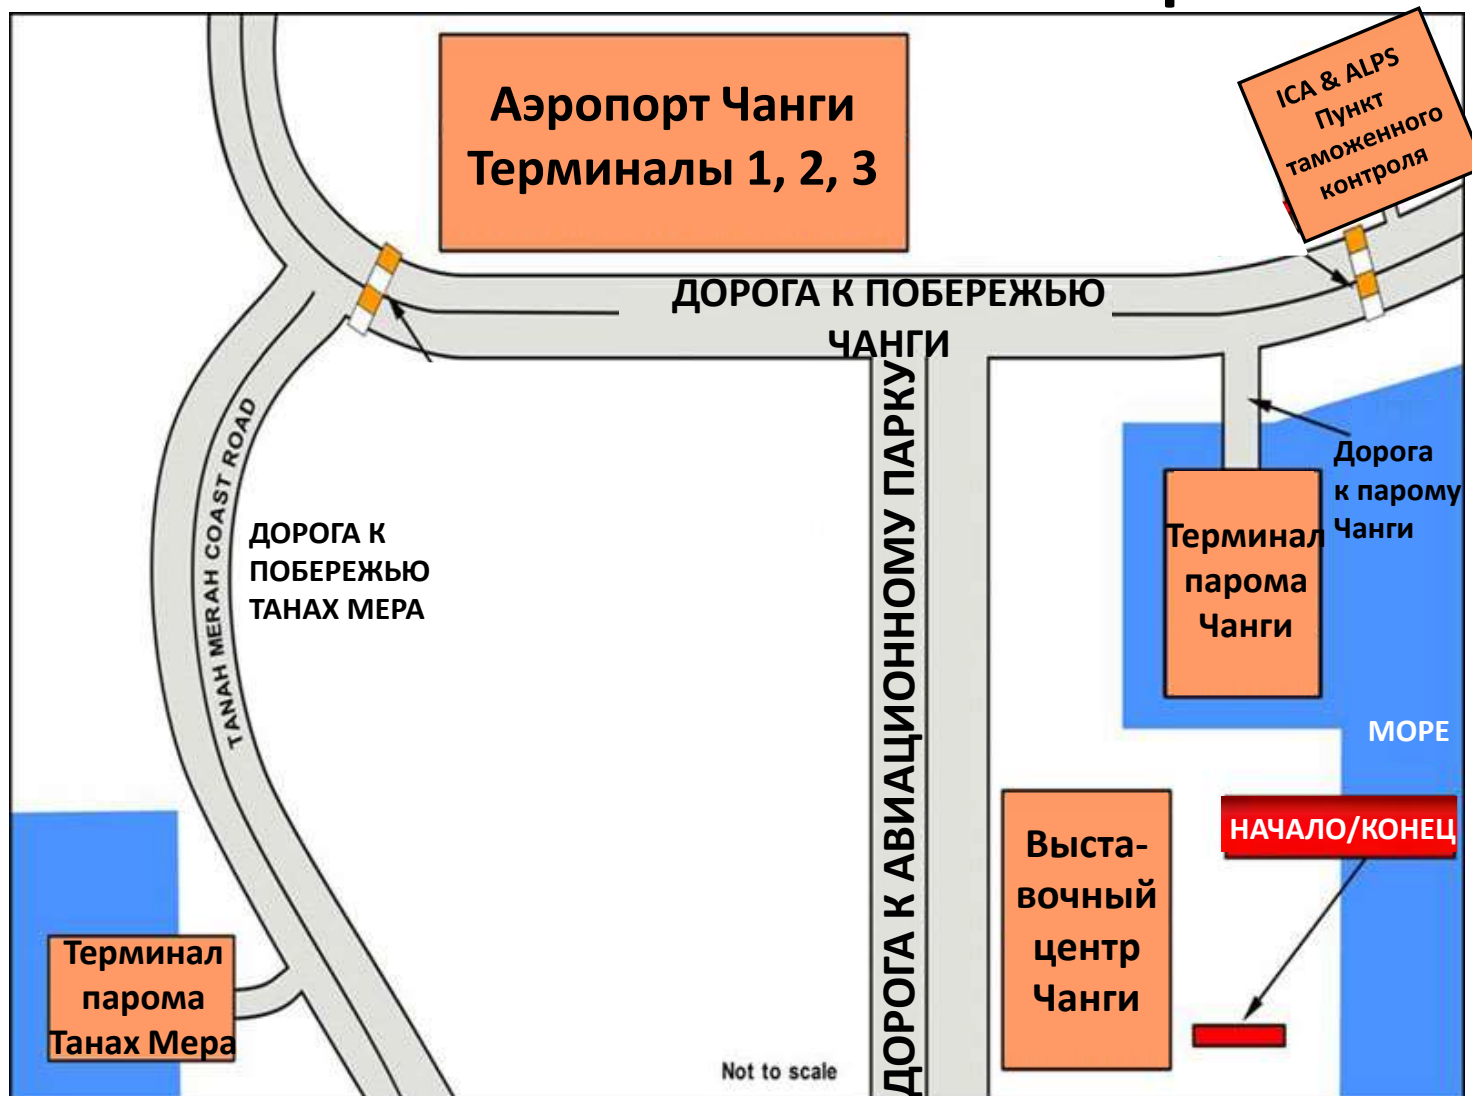 Аэропорт Чанги
Терминалы 1, 2, 3
ICA & ALPS
Пункт
таможенного
контроля
ДОРОГА К ПОБЕРЕЖЬЮ
ЧАНГИ
ДОРОГА К АВИАЦИОННОМУ ПАРКУ
TANAH MERAH COAST ROAD
ДОРОГА К
ПОБЕРЕЖЬЮ
ТАНАХ МЕРА
Дорога
к парому
Чанги
Терминал
парома
Чанги
МОРЕ
НАЧАЛО/КОНЕЦ
Выста-
вочный
центр
Чанги
Терминал
парома
Танах Мера
Not to scale